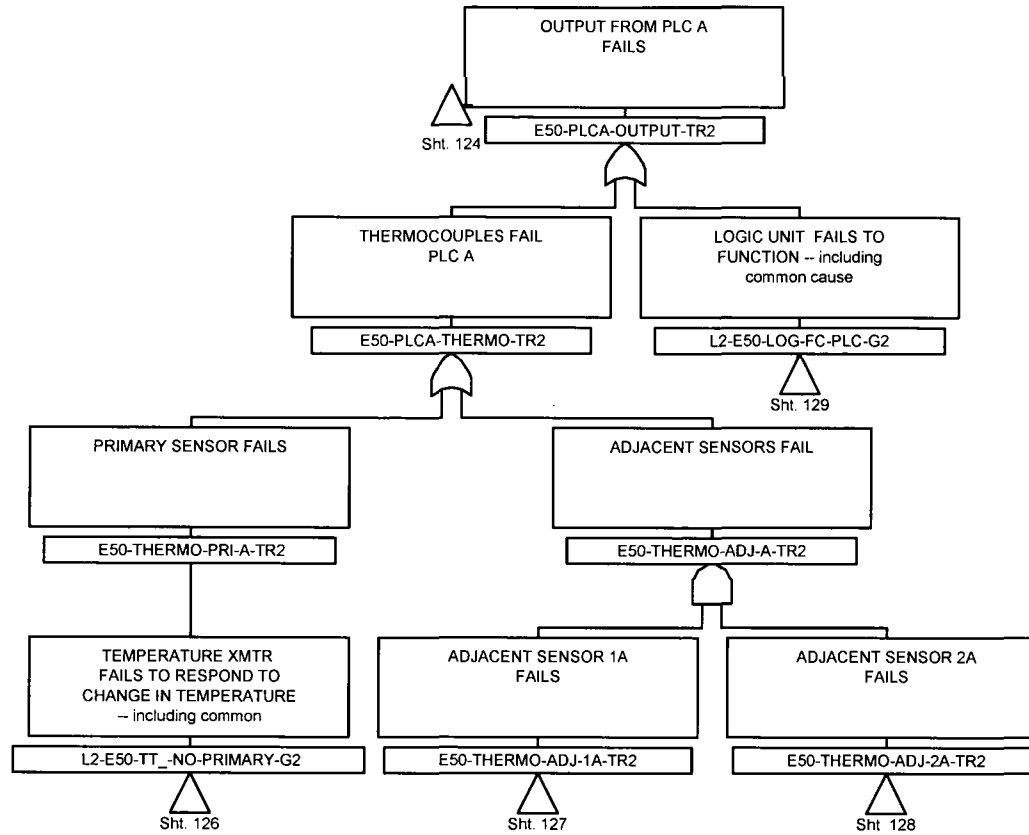 OUTPUT FROM PLC A
FAILS
Sht. 124
E50-PLCA-OUTPUT-TR2
THERMOCOUPLES FAIL
PLC A
LOGIC UNIT FAILS TO
FUNCTION -- including
common cause
E50-PLCA-THERMO-TR2
L2-E50-LOG-FC-PLC-G2
Sht. 129
PRIMARY SENSOR FAILS
ADJACENT SENSORS FAIL
E50-THERMO-PRI-A-TR2
E50-THERMO-ADJ-A-TR2
TEMPERATURE XMTR
FAILS TO RESPOND TO
CHANGE IN TEMPERATURE
-- including common
ADJACENT SENSOR 1A
FAILS
ADJACENT SENSOR 2A
FAILS
L2-E50-TT_-NO-PRIMARY-G2
E50-THERMO-ADJ-1A-TR2
E50-THERMO-ADJ-2A-TR2
Sht. 126
Sht. 127
Sht 128